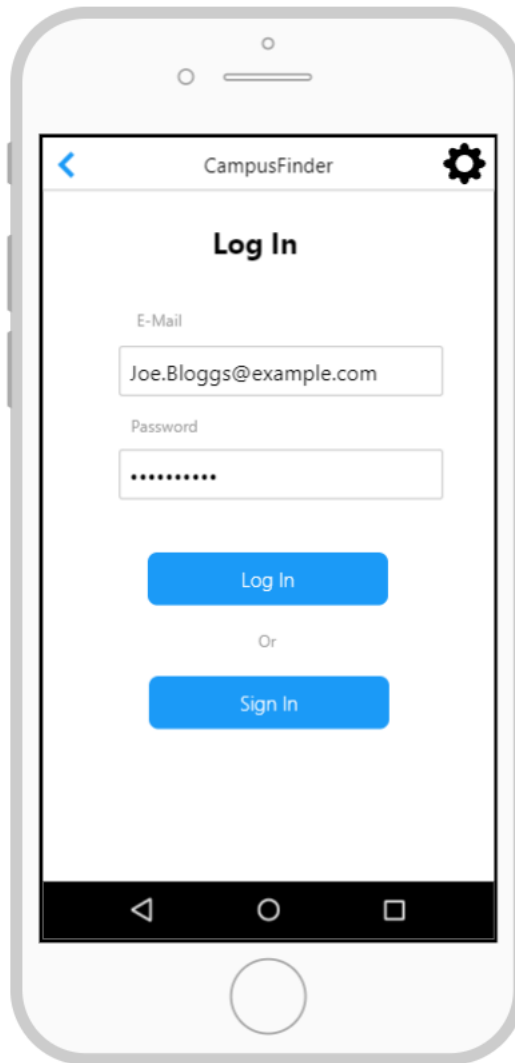 CampusFinder
Log In
E-Mail
Joe.Bloggs@example.com
Password
••••••••••
Log In
Or
Sign In